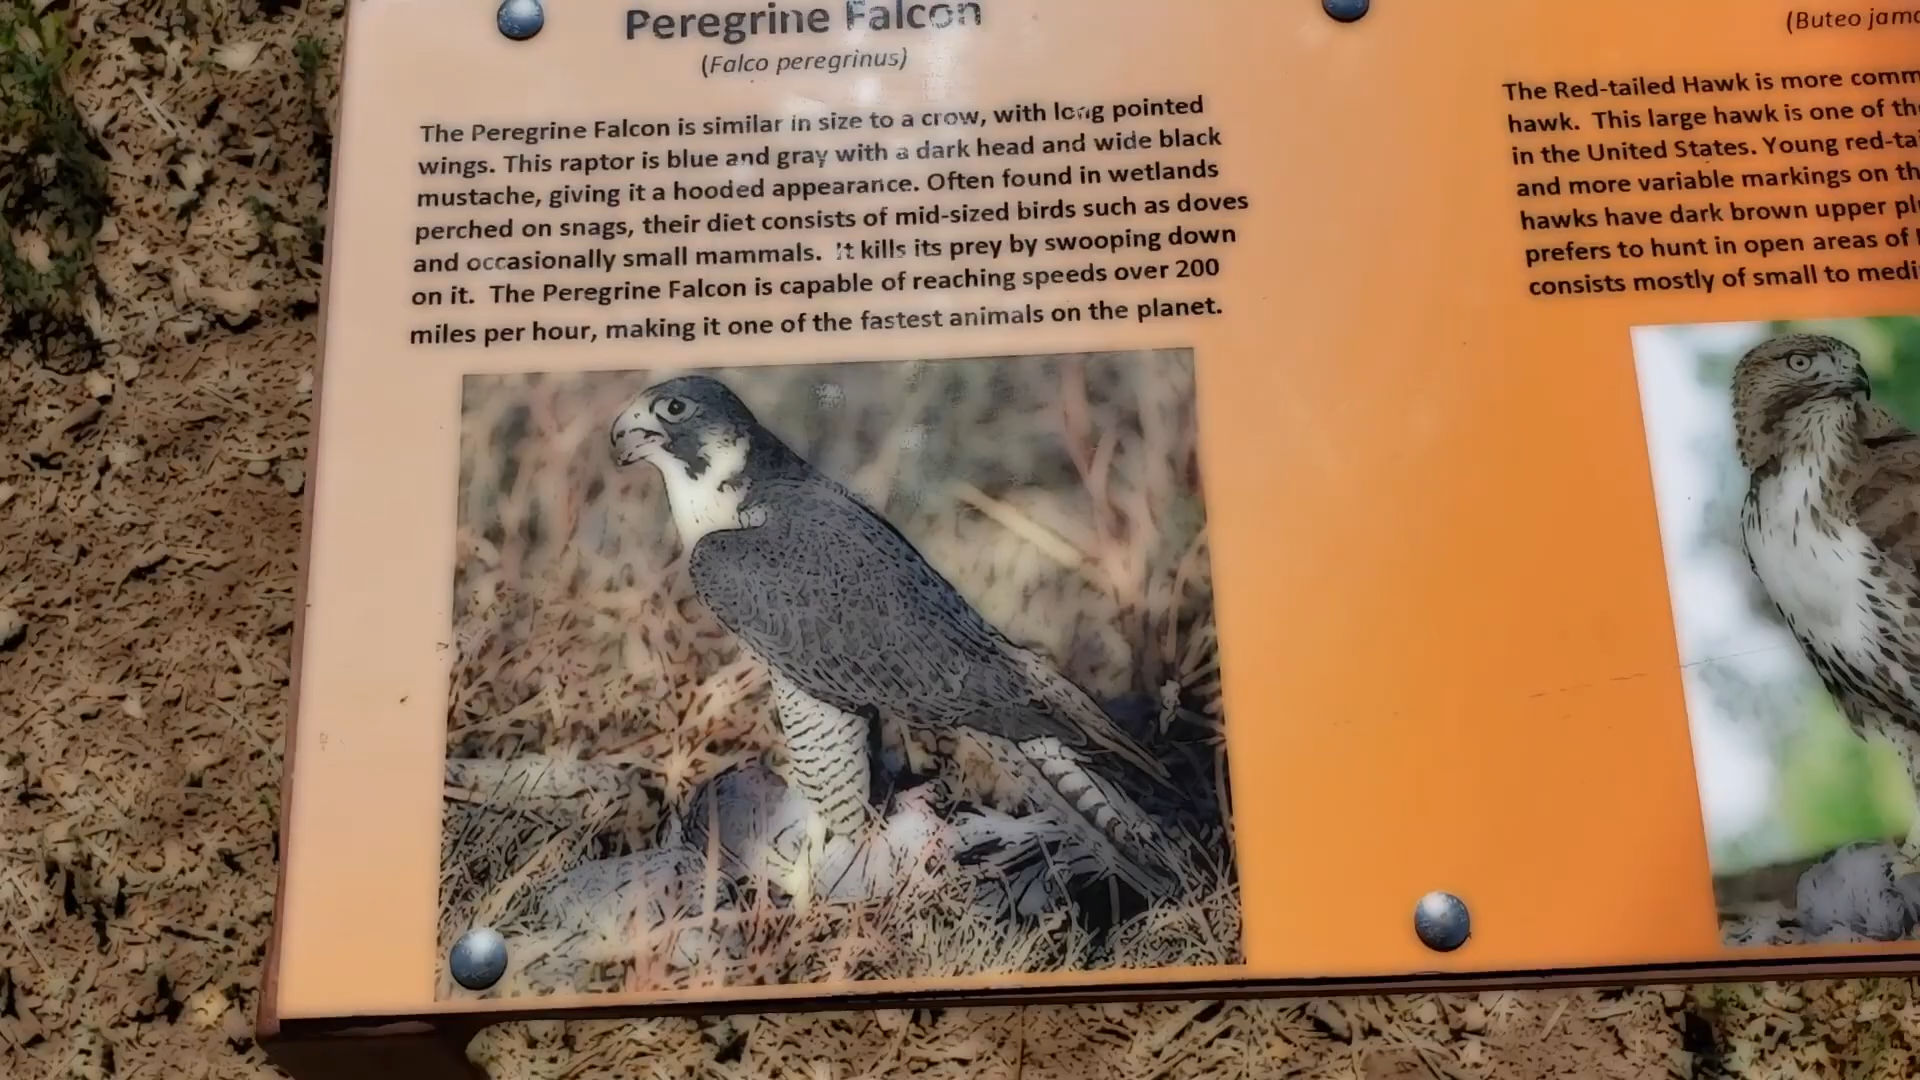 Peregrine Falcon
(Falco peregrinus)
The Peregrine Falcon is similar in size to a crow, with long pointed
wings. This raptor is blue and gray with a dark head and wide black
mustache, giving it a hooded appearance. Often found in wetlands
perched on snags, their diet consists of mid-sized birds such as doves
and occasionally small mammals. It kills its prey by swooping down
on it. The Peregrine Falcon is capable of reaching speeds over 200
miles per hour, making it one of the fastest animals on the planet.
(Buteo
The Red-tailed Hawk is more
hawk. This large hawk is one of
in the United States. Young
and more variable markings on
hawks have dark brown upper
prefers to hunt in open areas of
consists mostly of small to